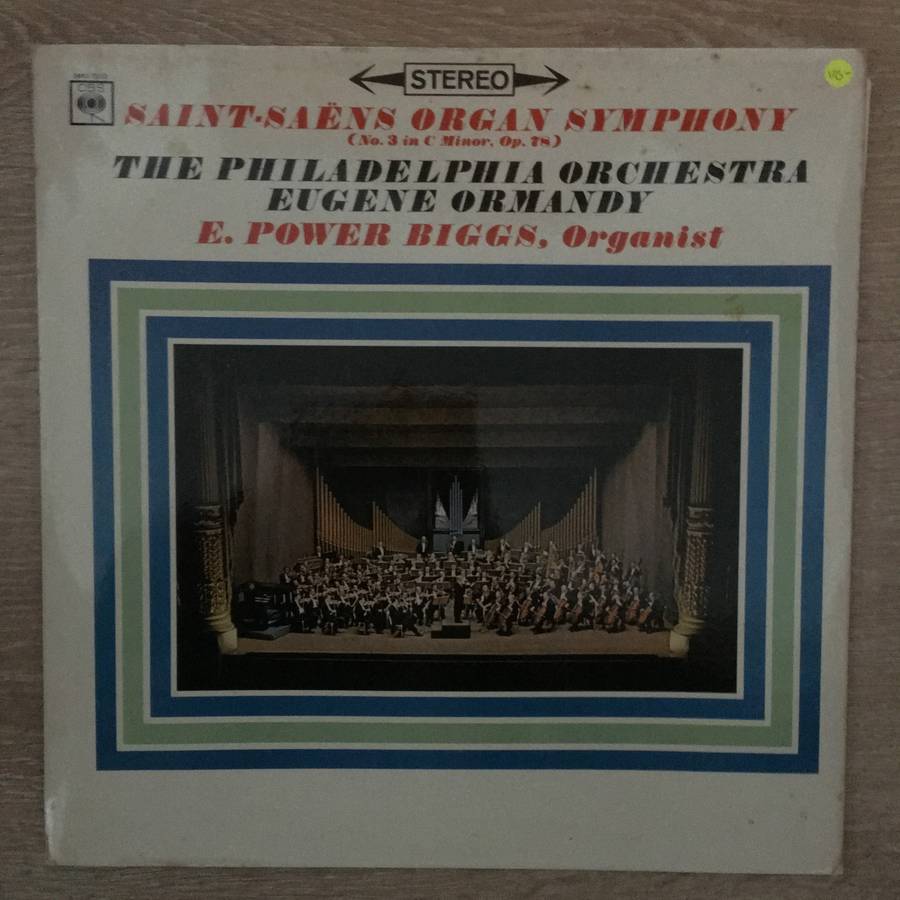 STEREO
CBS
SAINT-SAËNS ORGAN SYMPHONY
(No. 3 in C Minor, Op. 78)
THE PHILADELPHIA ORCHESTRA
EUGENE ORMANDY
E. POWER BIGGS, Organist